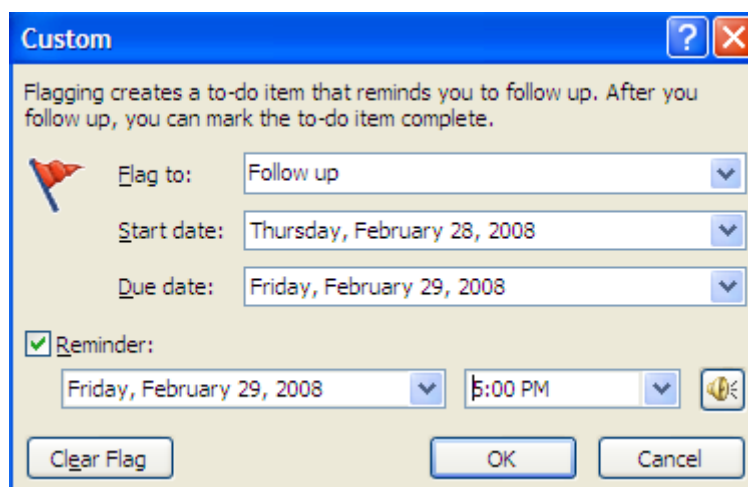 Custom
Flagging creates a to-do item that reminds you to follow up. After you
follow up, you can mark the to-do item complete.
Flag to: Follow up
Start date: Thursday, February 28, 2008
Due date: Friday, February 29, 2008
Reminder:
Friday, February 29, 2008 5:00 PM
Clear Flag OK Cancel